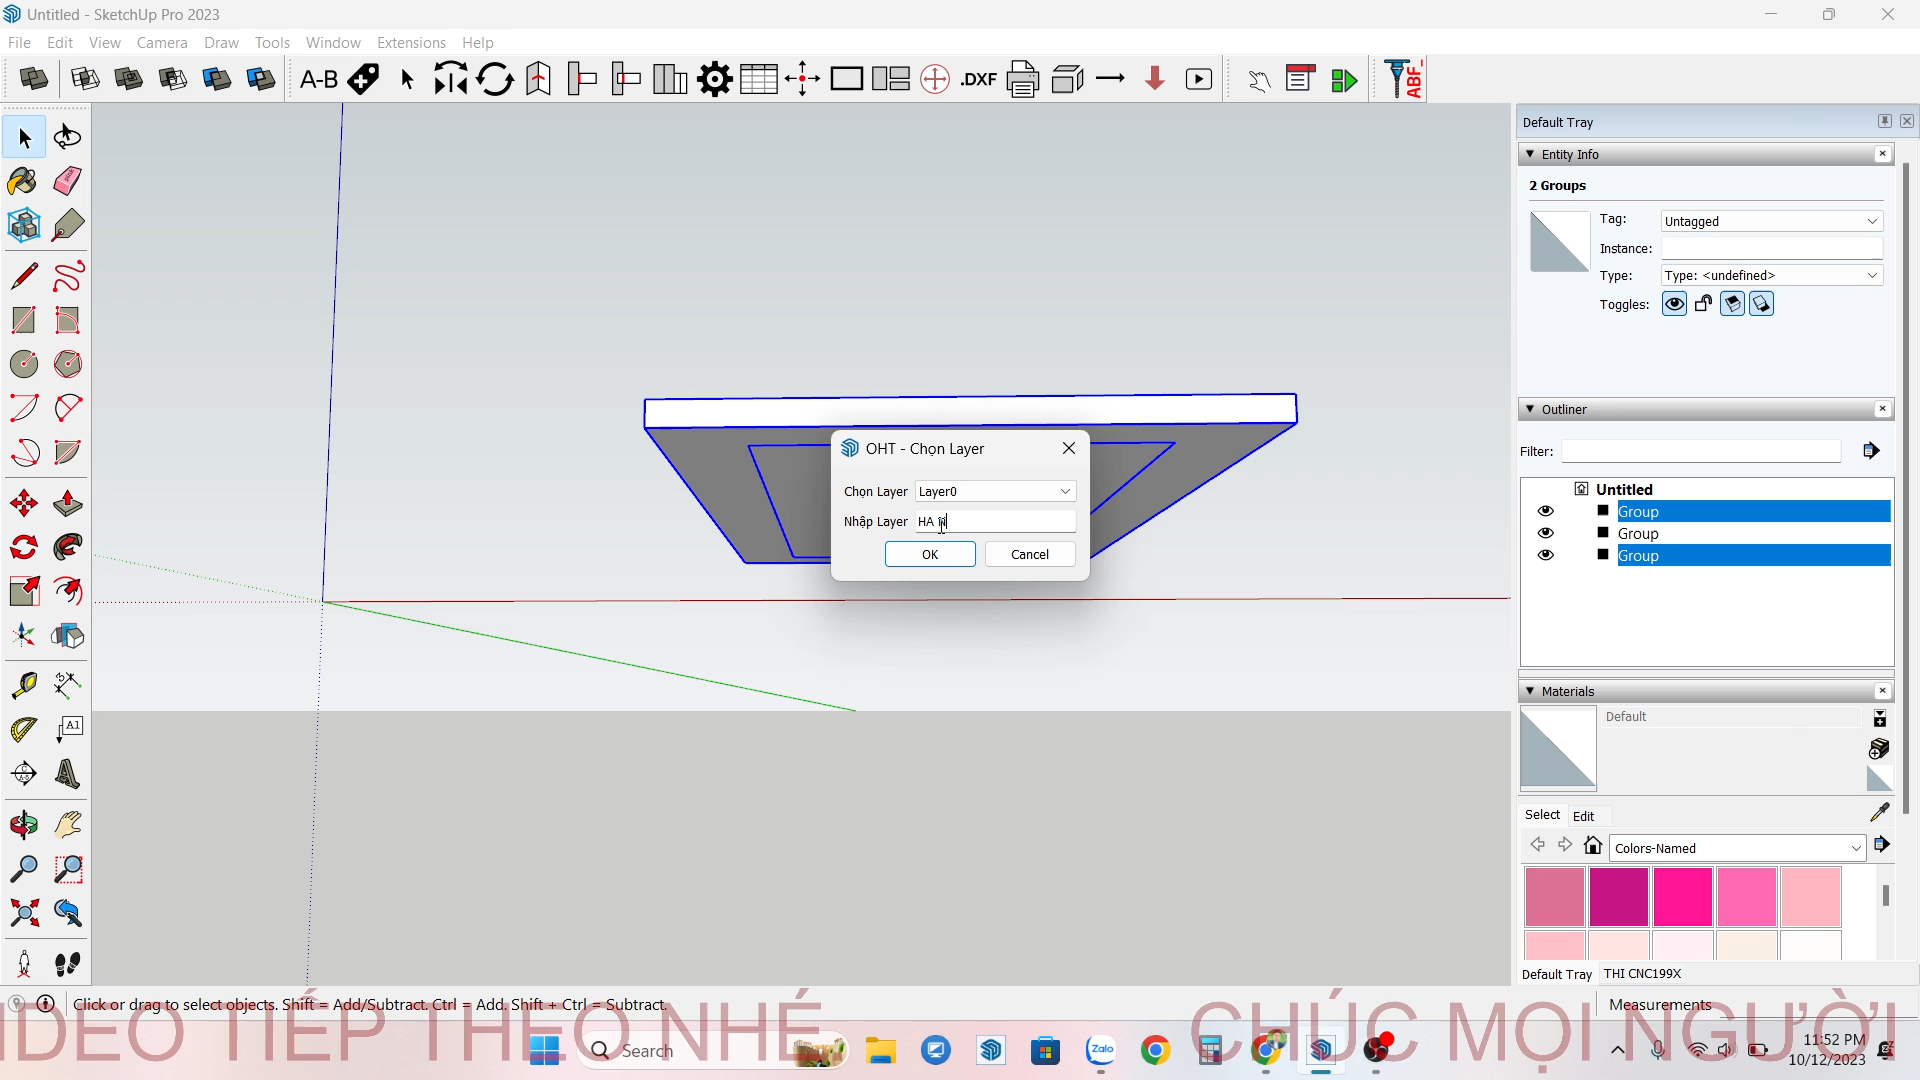 Untitled - SketchUp Pro 2023
File Edit View Camera Draw Tools Window Extensions Help
A-B
.DXF
ABF_
Default Tray
Entity Info
2 Groups
Tag: Untagged
Instance:
Type: Type: <undefined>
Toggles:
Outliner
Filter:
Untitled
Group
Group
Group
OHT - Chọn Layer
Chọn Layer Layer0
Nhập Layer HA
OK Cancel
Materials
Default
Select Edit
Colors-Named
Default Tray THI CNC199X
A1
Click or drag to select objects. Shift = Add/Subtract. Ctrl = Add. Shift + Ctrl = Subtract.
Measurements
IDEO TIẾP THEO NHÉ CHÚC MỌI NGƯỜI
Search
Zalo
11:52 PM
10/12/2023